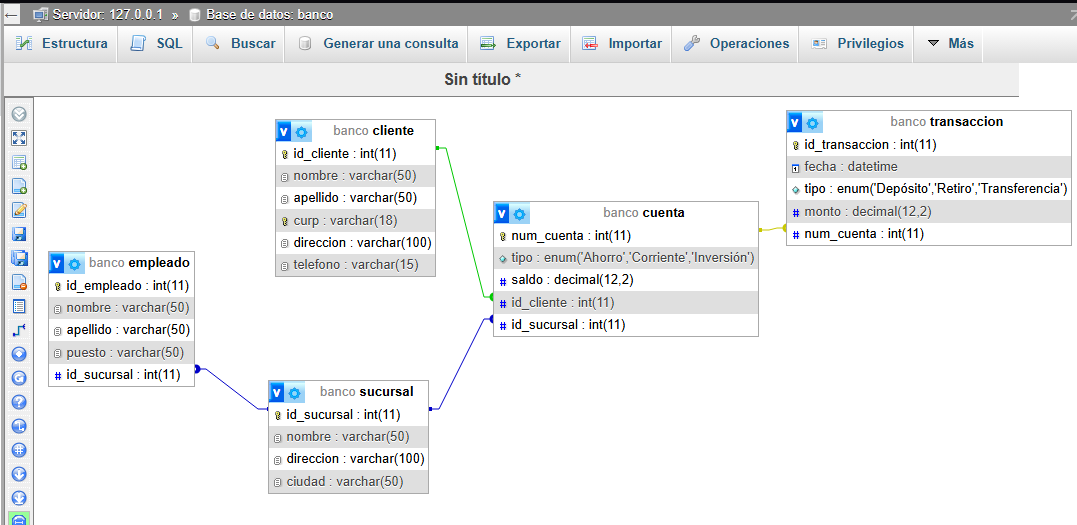 Servidor: 127.0.0.1 » Base de datos: banco
Estructura SQL Buscar Generar una consulta Exportar Importar Operaciones Privilegios Más
Sin título *
banco cliente
id_cliente : int(11)
nombre : varchar(50)
apellido : varchar(50)
curp : varchar(18)
direccion : varchar(100)
telefono : varchar(15)
banco transaccion
id_transaccion : int(11)
fecha : datetime
tipo : enum('Depósito','Retiro','Transferencia')
monto : decimal(12,2)
num_cuenta : int(11)
banco cuenta
num_cuenta : int(11)
tipo : enum('Ahorro','Corriente','Inversión')
saldo : decimal(12,2)
id_cliente : int(11)
id_sucursal : int(11)
banco empleado
id_empleado : int(11)
nombre : varchar(50)
apellido : varchar(50)
puesto : varchar(50)
id_sucursal : int(11)
banco sucursal
id_sucursal : int(11)
nombre : varchar(50)
direccion : varchar(100)
ciudad : varchar(50)